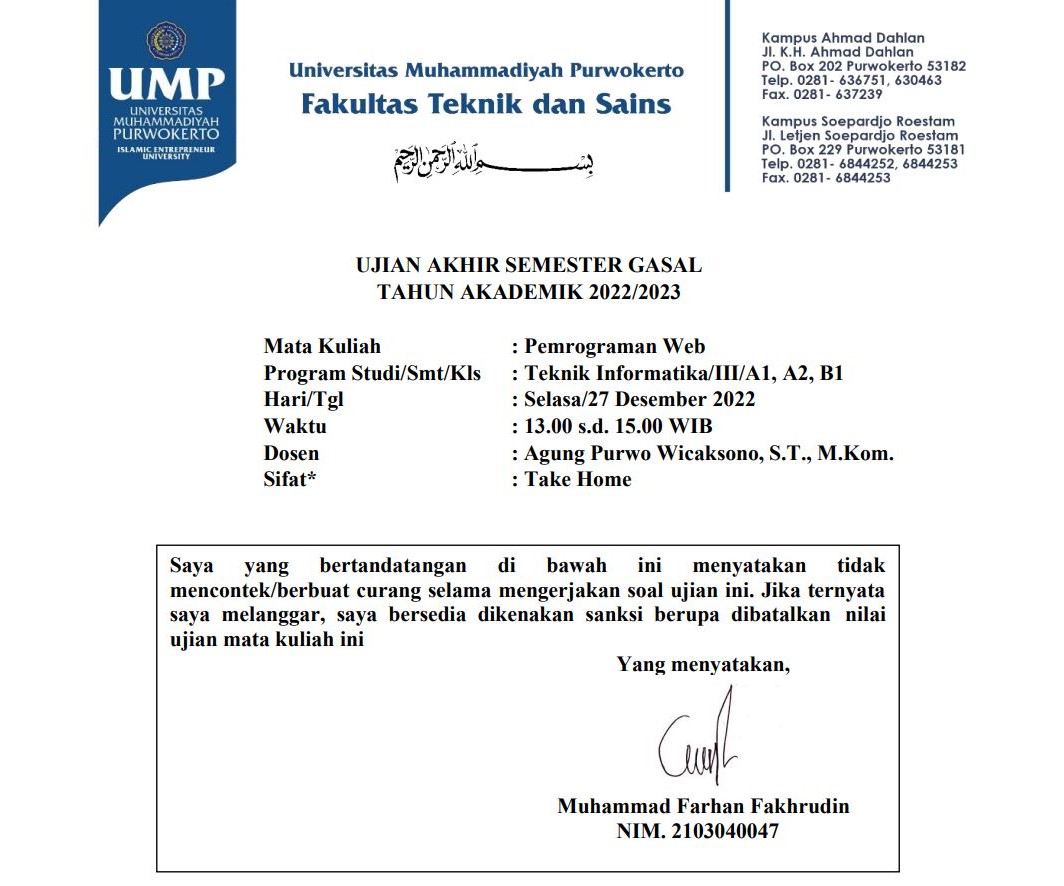 UMP
UNIVERSITAS
MUHAMMADIYAH
PURWOKERTO
ISLAMIC ENTREPRENEUR
UNIVERSITY
Universitas Muhammadiyah Purwokerto
Fakultas Teknik dan Sains
بسم الله الرحمن الرحيم
Kampus Ahmad Dahlan
Jl. K.H. Ahmad Dahlan
PO. Box 202 Purwokerto 53182
Telp. 0281- 636751, 630463
Fax. 0281- 637239
Kampus Soepardjo Roestam
Jl. Letjen Soepardjo Roestam
PO. Box 229 Purwokerto 53181
Telp. 0281- 6844252, 6844253
Fax. 0281- 6844253
UJIAN AKHIR SEMESTER GASAL
TAHUN AKADEMIK 2022/2023
Mata Kuliah : Pemrograman Web
Program Studi/Smt/Kls : Teknik Informatika/III/A1, A2, B1
Hari/Tgl : Selasa/27 Desember 2022
Waktu : 13.00 s.d. 15.00 WIB
Dosen : Agung Purwo Wicaksono, S.T., M.Kom.
Sifat* : Take Home
Saya yang bertandatangan di bawah ini menyatakan tidak
mencontek/berbuat curang selama mengerjakan soal ujian ini. Jika ternyata
saya melanggar, saya bersedia dikenakan sanksi berupa dibatalkan nilai
ujian mata kuliah ini
Yang menyatakan,
Muhammad Farhan Fakhrudin
NIM. 2103040047